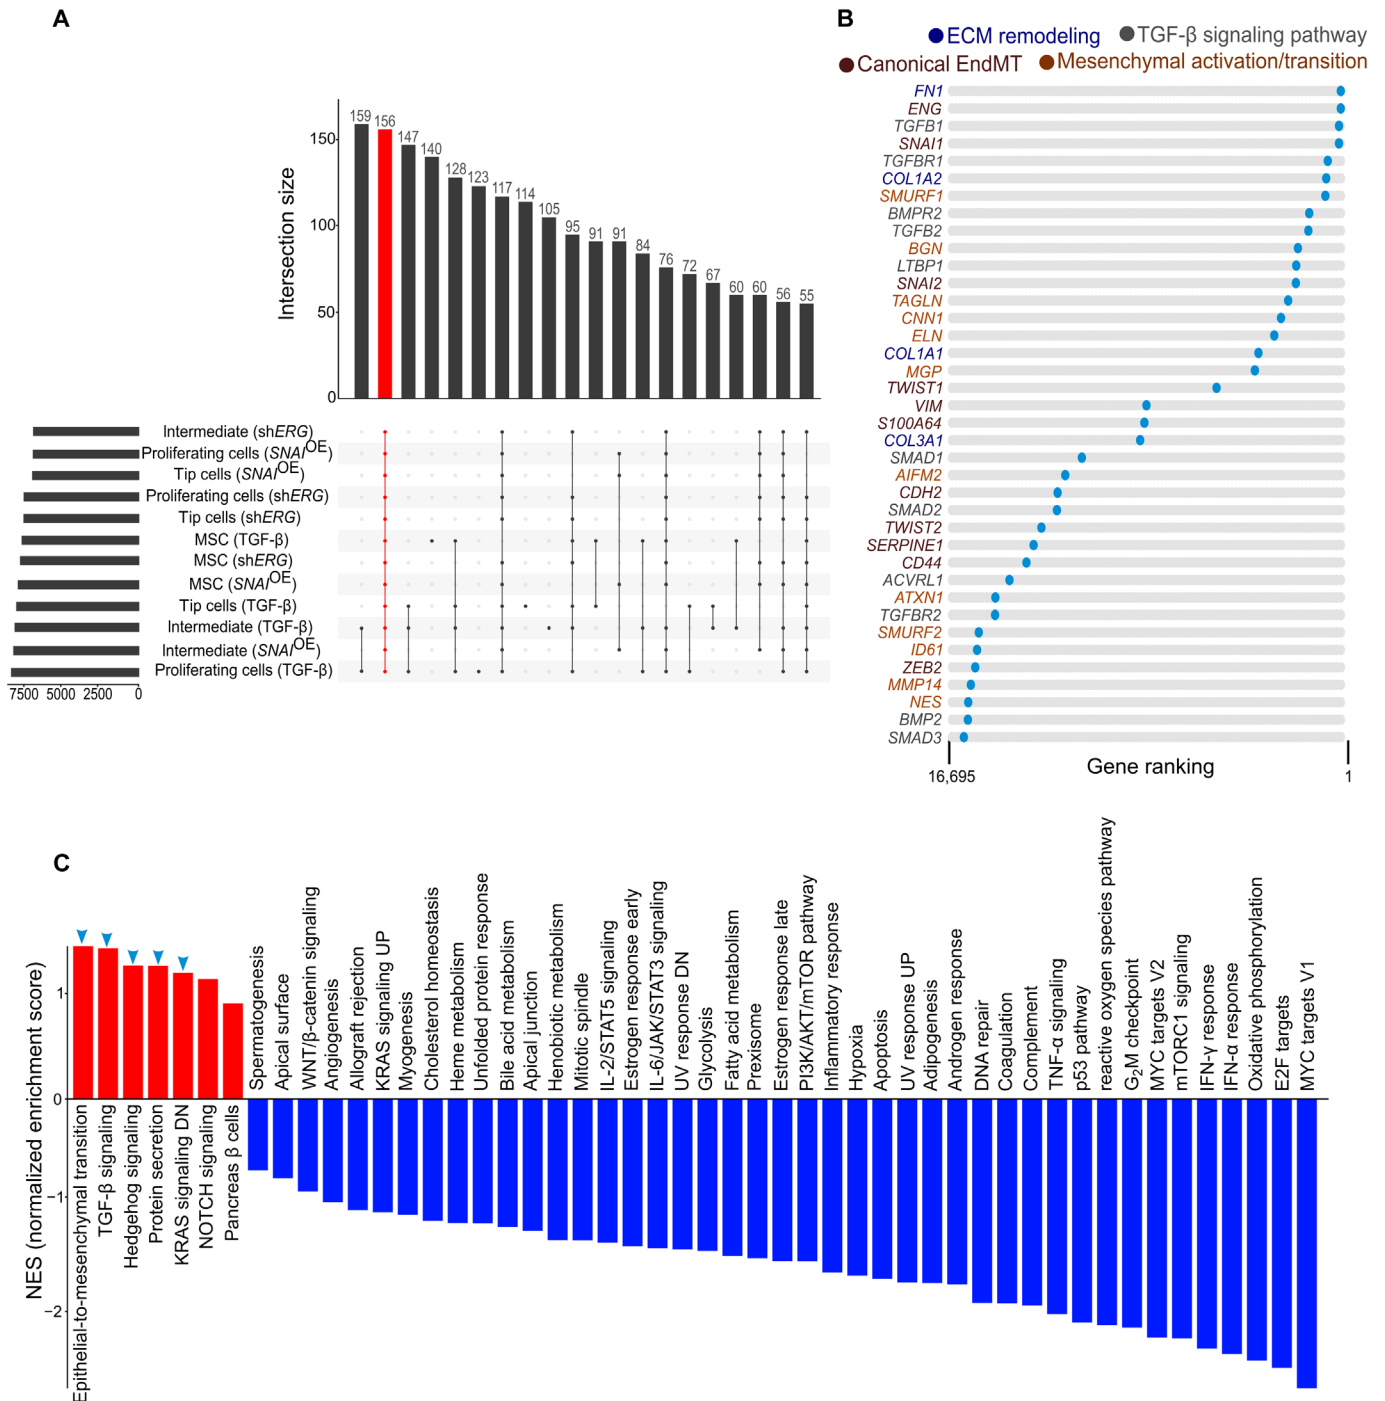 A
159
156
147
140
128
123
117
114
105
95
91
91
84
76
72
67
60
60
56
55
Intersection size
150
100
50
0
Intermediate (shERG)
Proliferating cells (SNAI^OE)
Tip cells (SNAI^OE)
Proliferating cells (shERG)
Tip cells (shERG)
MSC (TGF-β)
MSC (shERG)
MSC (SNAI^OE)
Tip cells (TGF-β)
Intermediate (TGF-β)
Intermediate (SNAI^OE)
Proliferating cells (TGF-β)
7500 5000 2500 0
B
ECM remodeling TGF-β signaling pathway
Canonical EndMT Mesenchymal activation/transition
FN1
ENG
TGFB1
SNAI1
TGFBR1
COL1A2
SMURF1
BMPR2
TGFB2
BGN
LTBP1
SNAI2
TAGLN
CNN1
ELN
COL1A1
MGP
TWIST1
VIM
S100A64
COL3A1
SMAD1
AIFM2
CDH2
SMAD2
TWIST2
SERPINE1
CD44
ACVRL1
ATXN1
TGFBR2
SMURF2
ID61
ZEB2
MMP14
NES
BMP2
SMAD3
16,695 Gene ranking 1
C
NES (normalized enrichment score)
1
0
−1
−2
Epithelial-to-mesenchymal transition
TGF-β signaling
Hedgehog signaling
Protein secretion
KRAS signaling DN
NOTCH signaling
Pancreas β cells
Spermatogenesis
Apical surface
WNT/β-catenin signaling
Angiogenesis
Allograft rejection
KRAS signaling UP
Myogenesis
Cholesterol homeostasis
Heme metabolism
Unfolded protein response
Bile acid metabolism
Apical junction
Henobiotic metabolism
Mitotic spindle
IL-2/STAT5 signaling
Estrogen response early
IL-6/JAK/STAT3 signaling
UV response DN
Glycolysis
Fatty acid metabolism
Prexisome
Estrogen response late
PI3K/AKT/mTOR pathway
Inflammatory response
Hypoxia
Apoptosis
UV response UP
Adipogenesis
Androgen response
DNA repair
Coagulation
Complement
TNF-α signaling
p53 pathway
reactive oxygen species pathway
G₂M checkpoint
MYC targets V2
mTORC1 signaling
IFN-γ response
IFN-α response
Oxidative phosphorylation
E2F targets
MYC targets V1